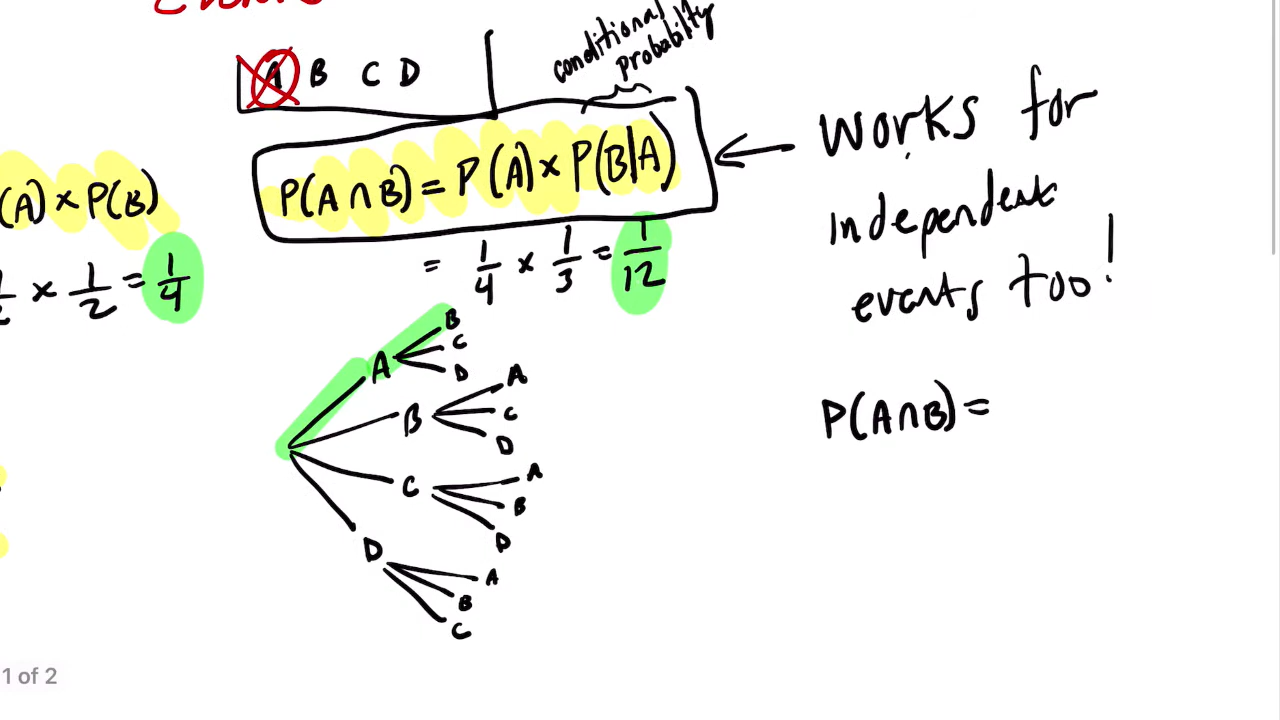 conditional
probability
A B C D
P(A ∩ B) = P(A) × P(B|A)
= 1/4 × 1/3 = 1/12
(A) × P(B)
× 1/2 = 1/4
works for
independent
events too!
P(A∩B) =
A
B
C
D
B
A
C
D
C
A
B
D
D
A
B
C
1 of 2